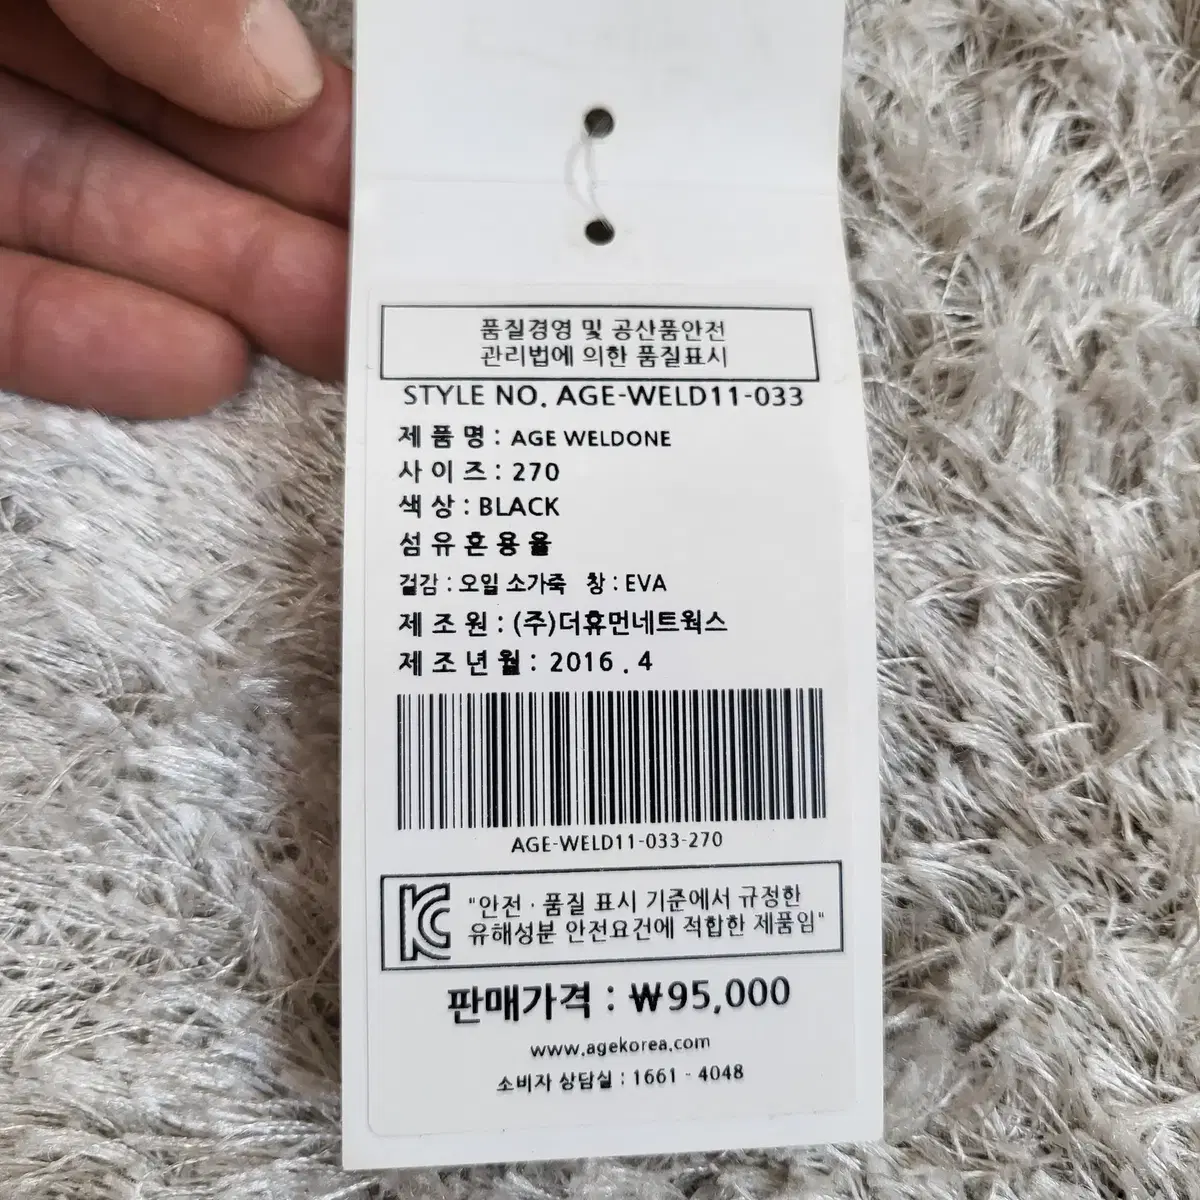 품질경영 및 공산품안전
관리법에 의한 품질표시
STYLE NO. AGE-WELD11-033
제 품 명 : AGE WELDONE
사 이 즈 : 270
색 상 : BLACK
섬 유 혼 용 율
겉감 : 오일 소가죽 창 : EVA
제 조 원 : (주)더휴먼네트웍스
제 조 년 월 : 2016 . 4
AGE-WELD11-033-270
KC "안전 · 품질 표시 기준에서 규정한
유해성분 안전요건에 적합한 제품임"
판매가격 : ₩95,000
www.agekorea.com
소비자 상담실 : 1661 - 4048